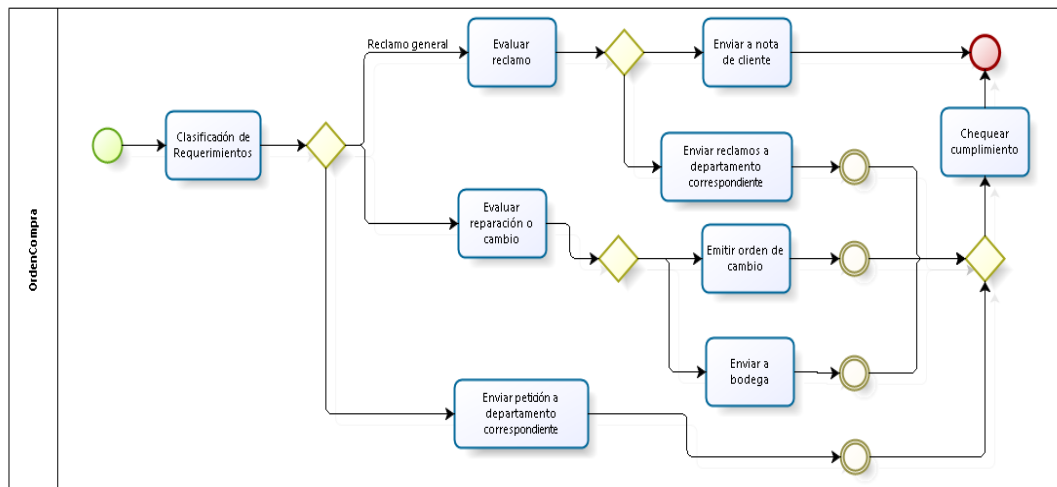 OrdenCompra
Clasificación de
Requerimientos
Reclamo general
Evaluar
reclamo
Enviar a nota
de cliente
Enviar reclamos a
departamento
correspondiente
Chequear
cumplimiento
Evaluar
reparación o
cambio
Emitir orden de
cambio
Enviar a
bodega
Enviar petición a
departamento
correspondiente